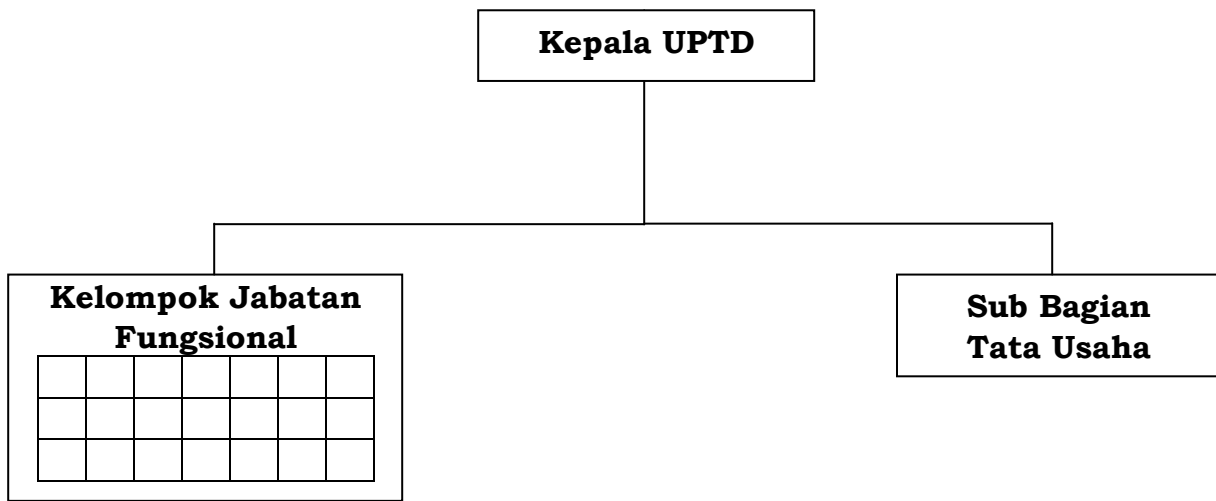 Kepala UPTD
Kelompok Jabatan
Fungsional
Sub Bagian
Tata Usaha